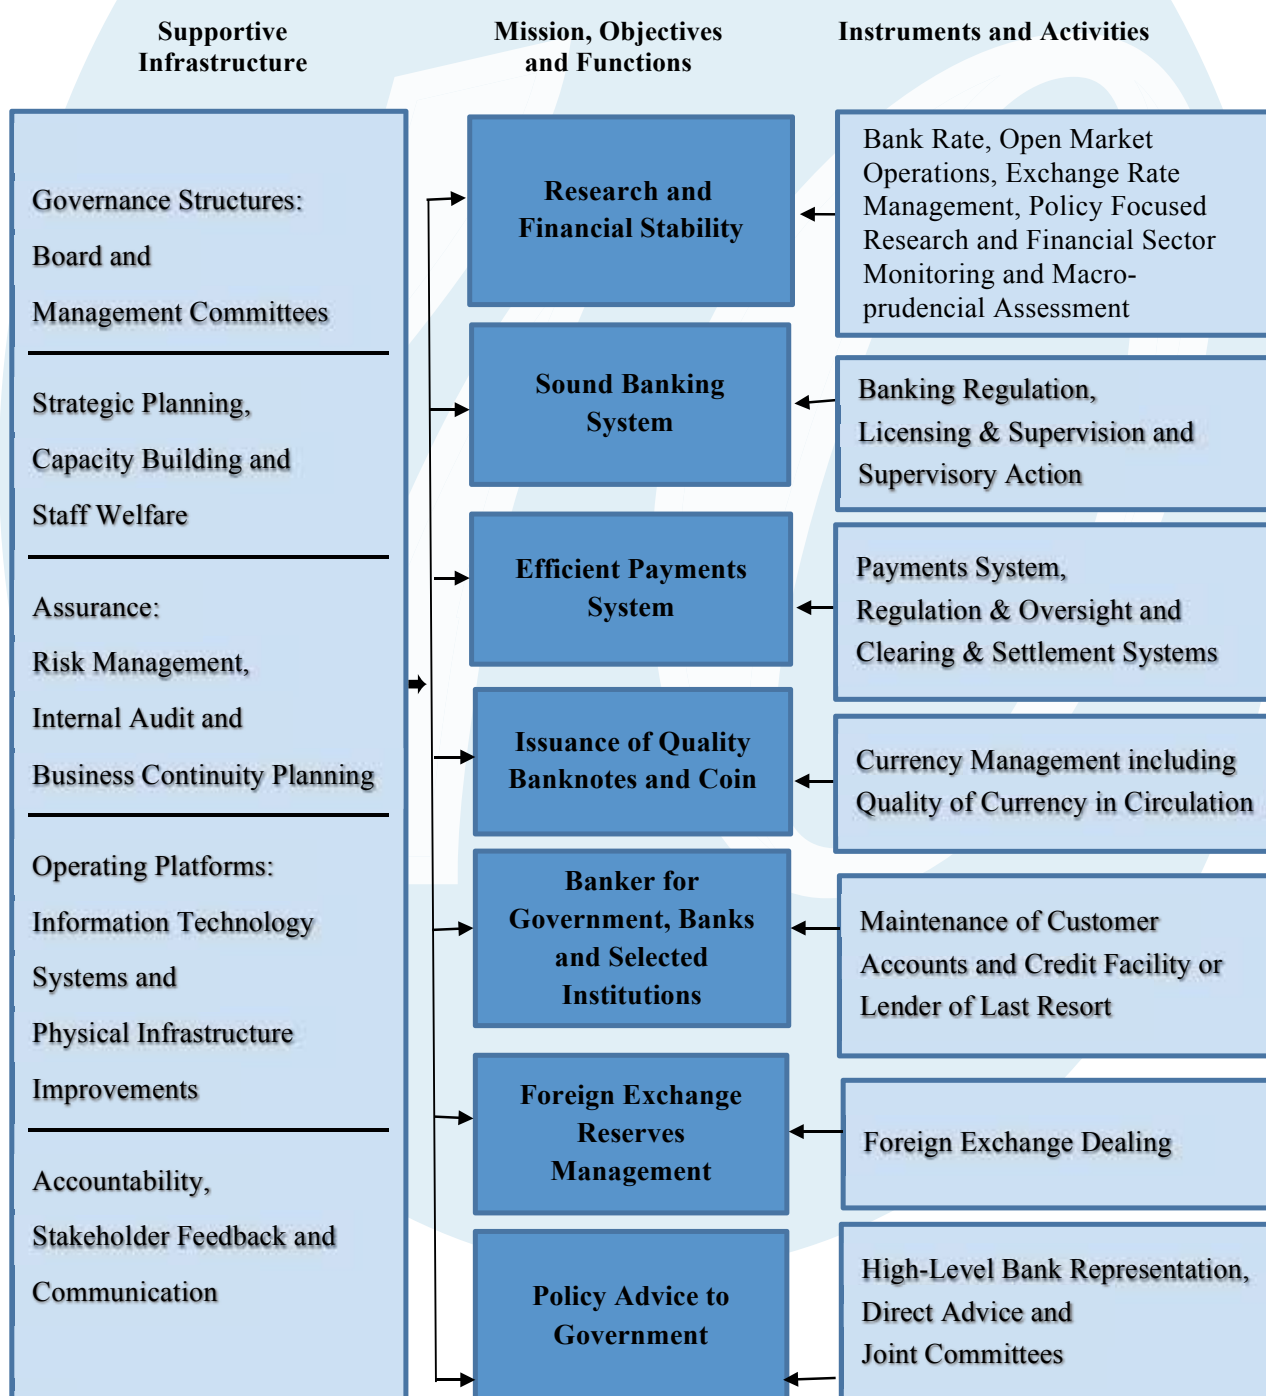 Supportive
Infrastructure
Mission, Objectives
and Functions
Instruments and Activities
Governance Structures:
Board and
Management Committees
Strategic Planning,
Capacity Building and
Staff Welfare
Assurance:
Risk Management,
Internal Audit and
Business Continuity Planning
Operating Platforms:
Information Technology
Systems and
Physical Infrastructure
Improvements
Accountability,
Stakeholder Feedback and
Communication
Research and
Financial Stability
Sound Banking
System
Efficient Payments
System
Issuance of Quality
Banknotes and Coin
Banker for
Government, Banks
and Selected
Institutions
Foreign Exchange
Reserves
Management
Policy Advice to
Government
Bank Rate, Open Market
Operations, Exchange Rate
Management, Policy Focused
Research and Financial Sector
Monitoring and Macro-
prudencial Assessment
Banking Regulation,
Licensing & Supervision and
Supervisory Action
Payments System,
Regulation & Oversight and
Clearing & Settlement Systems
Currency Management including
Quality of Currency in Circulation
Maintenance of Customer
Accounts and Credit Facility or
Lender of Last Resort
Foreign Exchange Dealing
High-Level Bank Representation,
Direct Advice and
Joint Committees